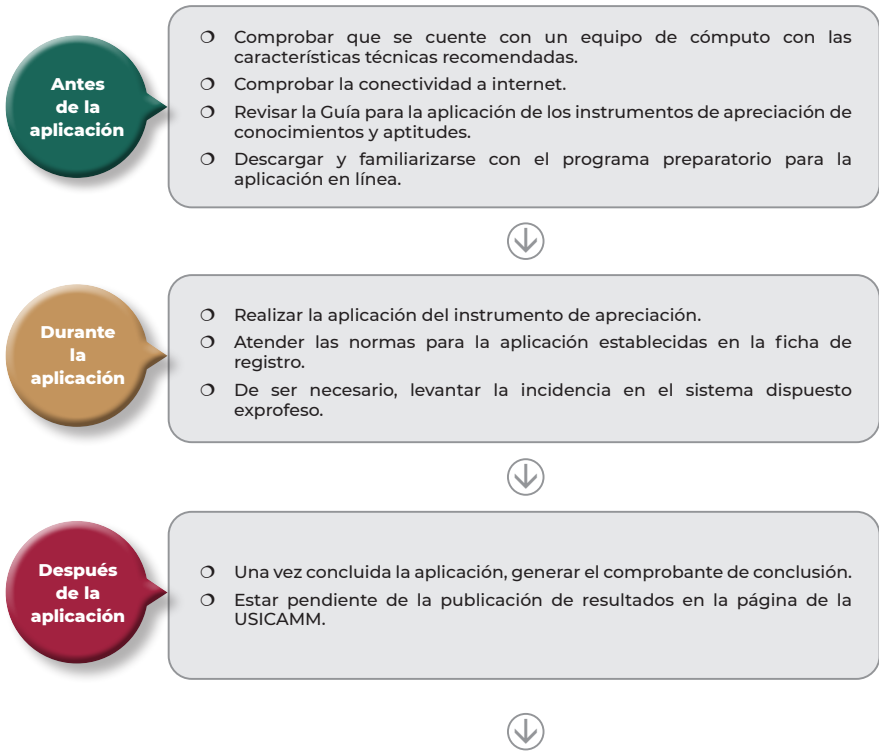 Antes
de la
aplicación
❍ Comprobar que se cuente con un equipo de cómputo con las
características técnicas recomendadas.
❍ Comprobar la conectividad a internet.
❍ Revisar la Guía para la aplicación de los instrumentos de apreciación de
conocimientos y aptitudes.
❍ Descargar y familiarizarse con el programa preparatorio para la
aplicación en línea.
Durante
la
aplicación
❍ Realizar la aplicación del instrumento de apreciación.
❍ Atender las normas para la aplicación establecidas en la ficha de
registro.
❍ De ser necesario, levantar la incidencia en el sistema dispuesto
exprofeso.
Después
de la
aplicación
❍ Una vez concluida la aplicación, generar el comprobante de conclusión.
❍ Estar pendiente de la publicación de resultados en la página de la
USICAMM.